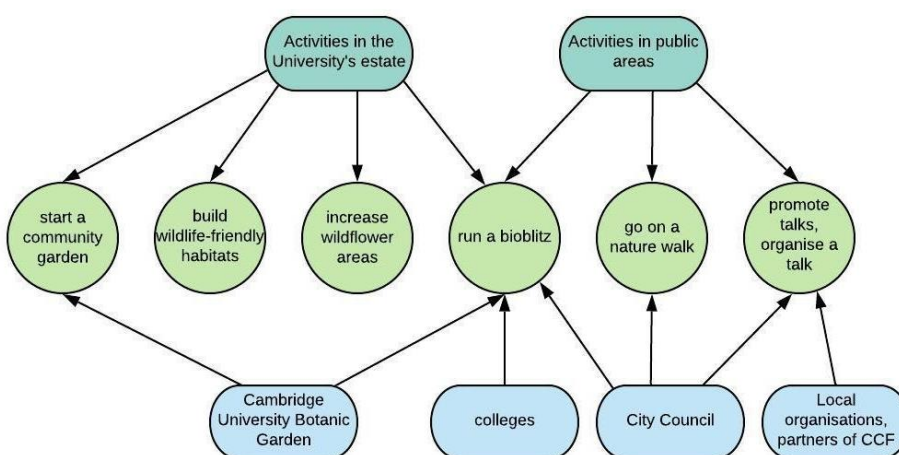 Activities in the
University's estate
Activities in public
areas
start a
community
garden
build
wildlife-friendly
habitats
increase
wildflower
areas
run a bioblitz
go on a
nature walk
promote
talks,
organise a
talk
Cambridge
University Botanic
Garden
colleges
City Council
Local
organisations,
partners of CCF